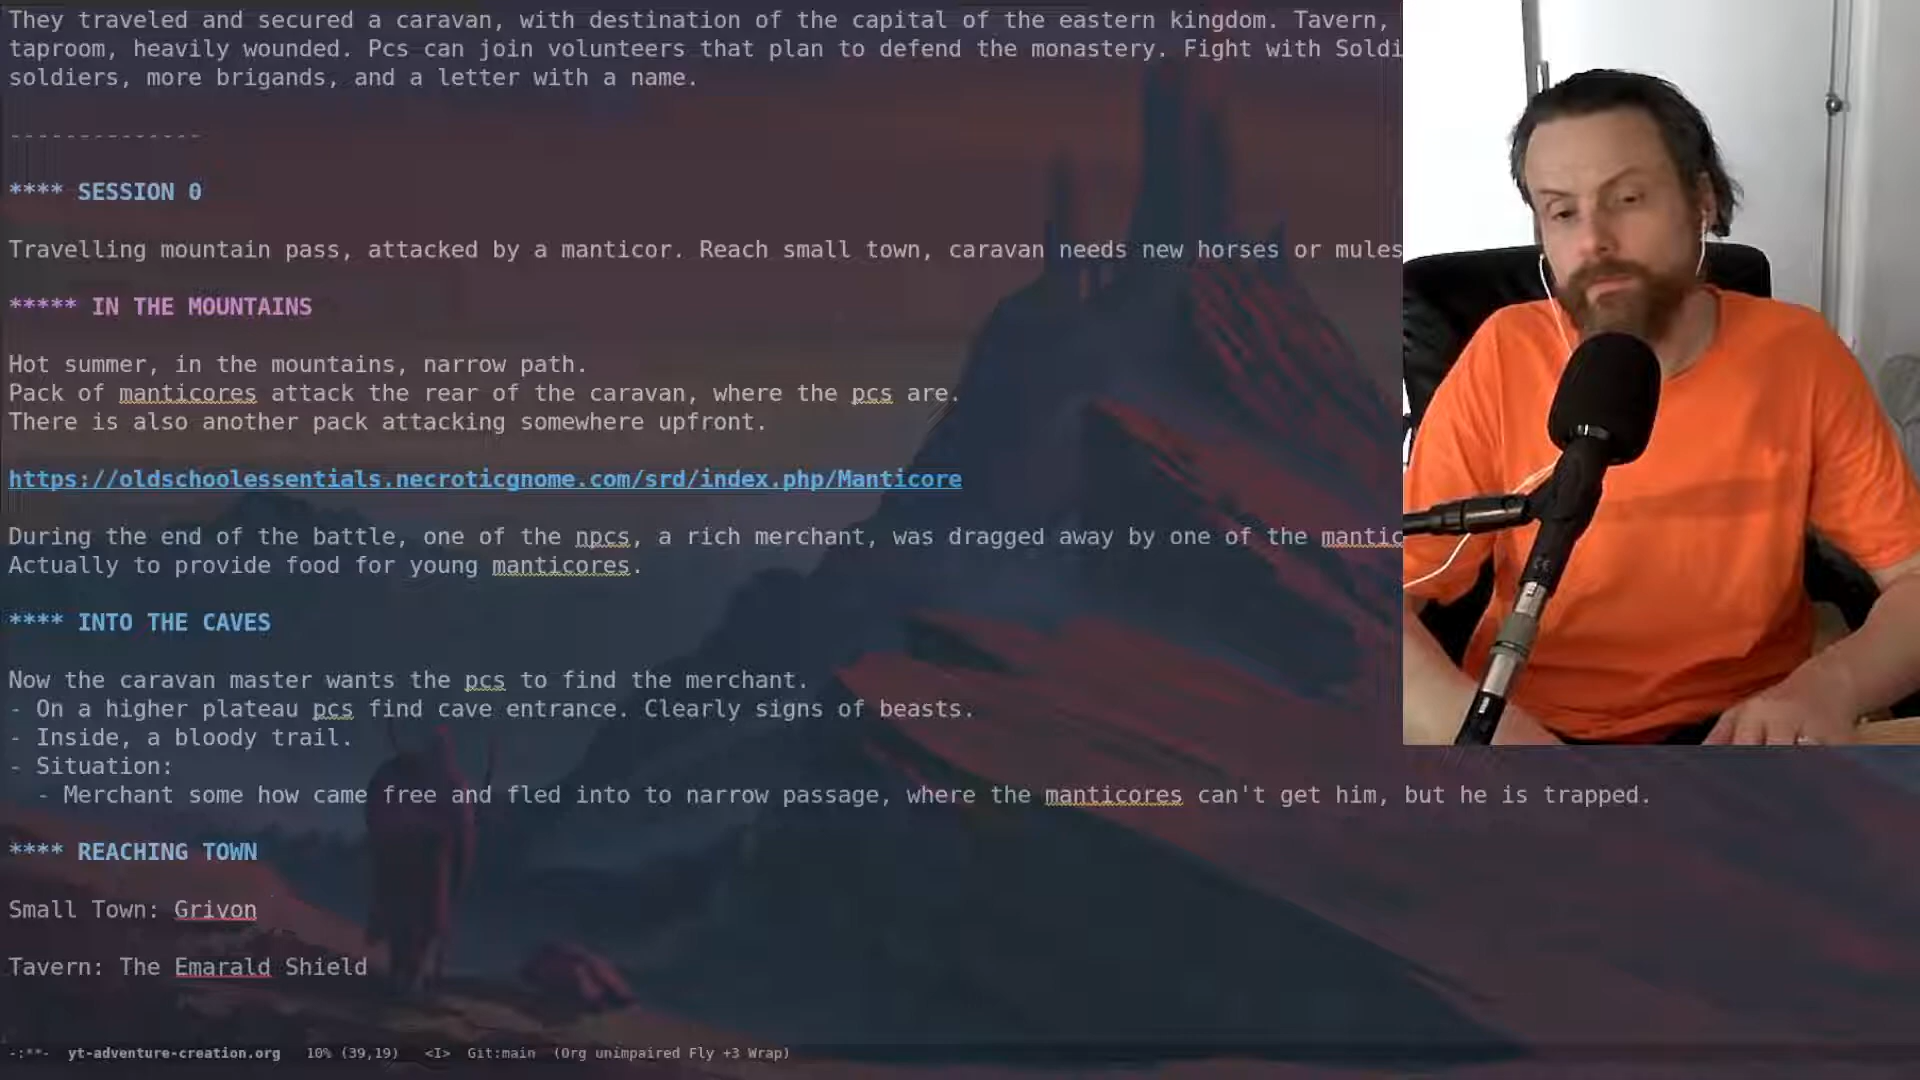 They traveled and secured a caravan, with destination of the capital of the eastern kingdom. Tavern,
taproom, heavily wounded. Pcs can join volunteers that plan to defend the monastery. Fight with Soldi
soldiers, more brigands, and a letter with a name.
-------------
**** SESSION 0
Travelling mountain pass, attacked by a manticor. Reach small town, caravan needs new horses or mules
***** IN THE MOUNTAINS
Hot summer, in the mountains, narrow path.
Pack of manticores attack the rear of the caravan, where the pcs are.
There is also another pack attacking somewhere upfront.
https://oldschoolessentials.necroticgnome.com/srd/index.php/Manticore
During the end of the battle, one of the npcs, a rich merchant, was dragged away by one of the mantic
Actually to provide food for young manticores.
**** INTO THE CAVES
Now the caravan master wants the pcs to find the merchant.
- On a higher plateau pcs find cave entrance. Clearly signs of beasts.
- Inside, a bloody trail.
- Situation:
- Merchant some how came free and fled into to narrow passage, where the manticores can't get him, but he is trapped.
**** REACHING TOWN
Small Town: Grivon
Tavern: The Emarald Shield
-:**- yt-adventure-creation.org 10% (39,19) <I> Git:main (Org unimpaired Fly +3 Wrap)